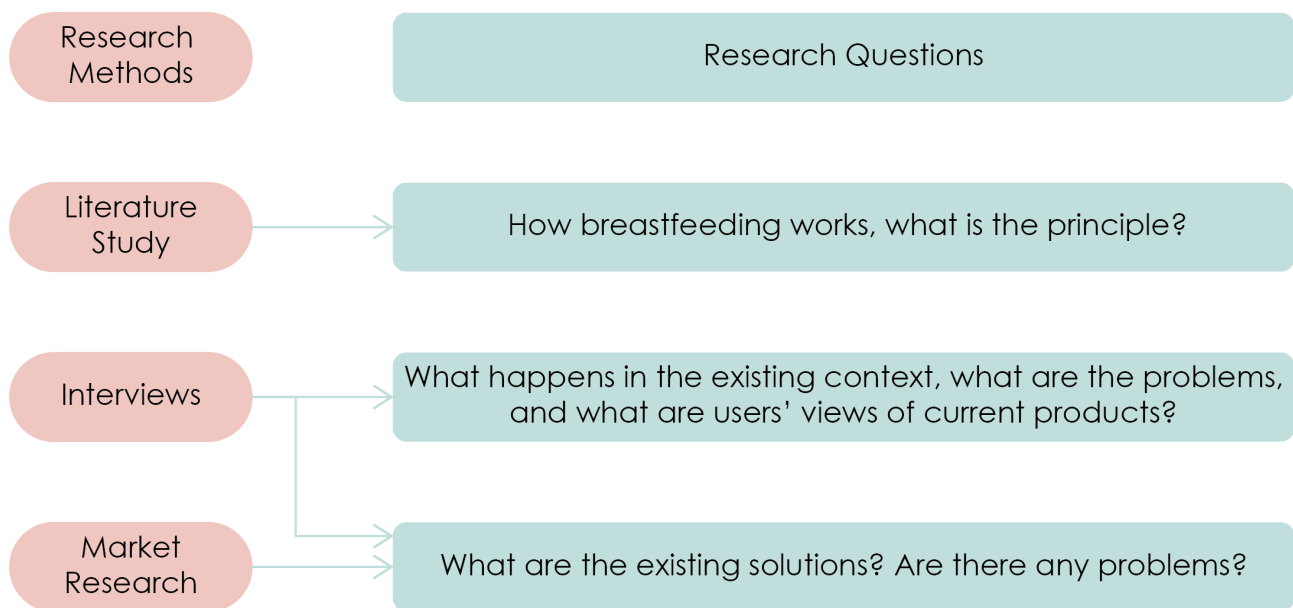 Research
Methods
Research Questions
Literature
Study
How breastfeeding works, what is the principle?
Interviews
What happens in the existing context, what are the problems,
and what are users’ views of current products?
Market
Research
What are the existing solutions? Are there any problems?